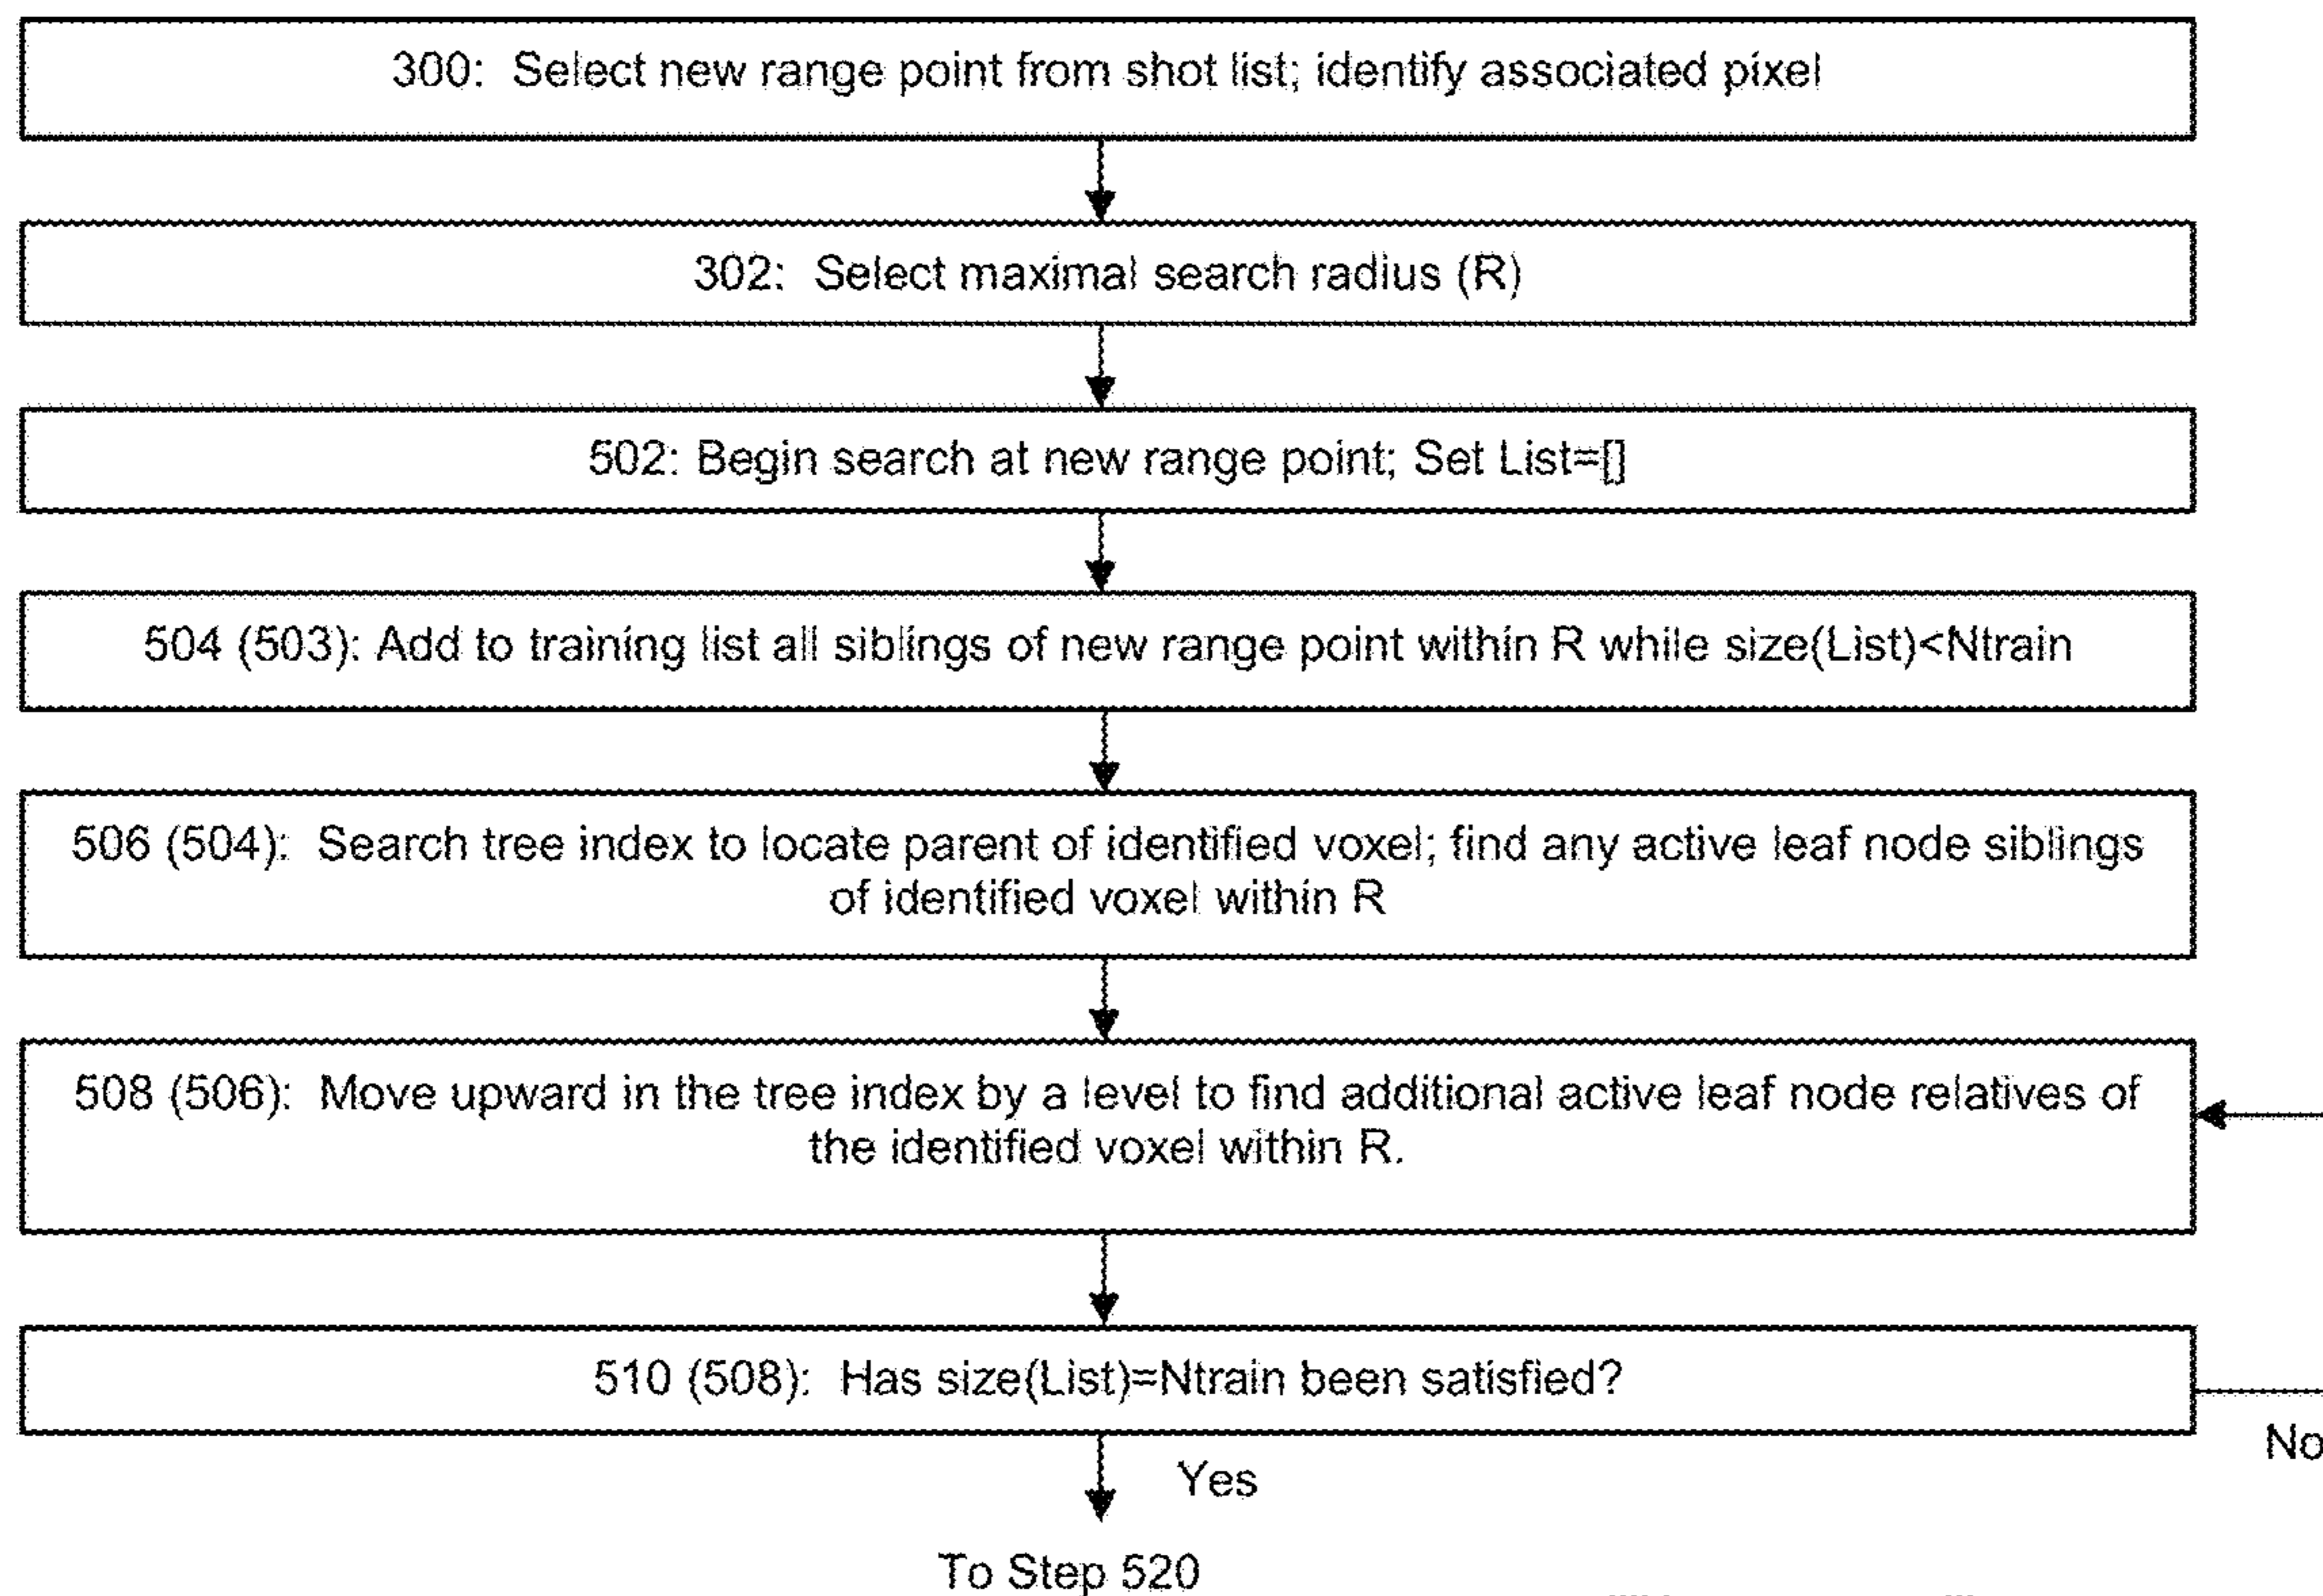 300: Select new range point from shot list; identify associated pixel
302: Select maximal search radius (R)
502: Begin search at new range point; Set List=[]
504 (503): Add to training list all siblings of new range point within R while size(List)<Ntrain
506 (504): Search tree index to locate parent of identified voxel; find any active leaf node siblings
of identified voxel within R
508 (506): Move upward in the tree index by a level to find additional active leaf node relatives of
the identified voxel within R.
510 (508): Has size(List)=Ntrain been satisfied?
No
Yes
To Step 520